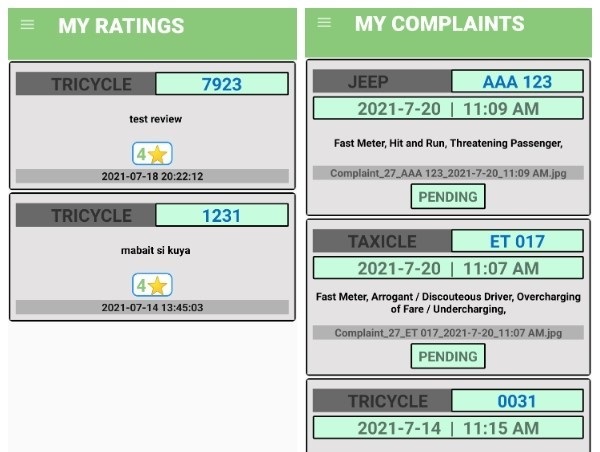 MY RATINGS
TRICYCLE 7923
test review
4
2021-07-18 20:22:12
TRICYCLE 1231
mabait si kuya
4
2021-07-14 13:45:03
MY COMPLAINTS
JEEP AAA 123
2021-7-20 | 11:09 AM
Fast Meter, Hit and Run, Threatening Passenger,
Complaint_27_AAA 123_2021-7-20_11:09 AM.jpg
PENDING
TAXICLE ET 017
2021-7-20 | 11:07 AM
Fast Meter, Arrogant / Discouteous Driver, Overcharging
of Fare / Undercharging,
Complaint_27_ET 017_2021-7-20_11:07 AM.jpg
PENDING
TRICYCLE 0031
2021-7-14 | 11:15 AM